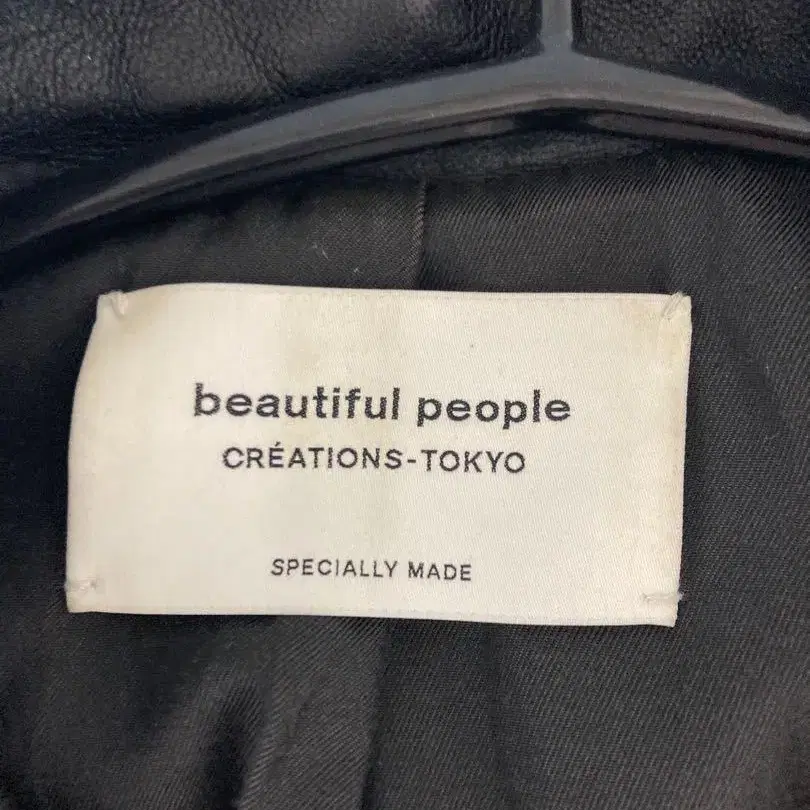 beautiful people
CRÉATIONS-TOKYO
SPECIALLY MADE